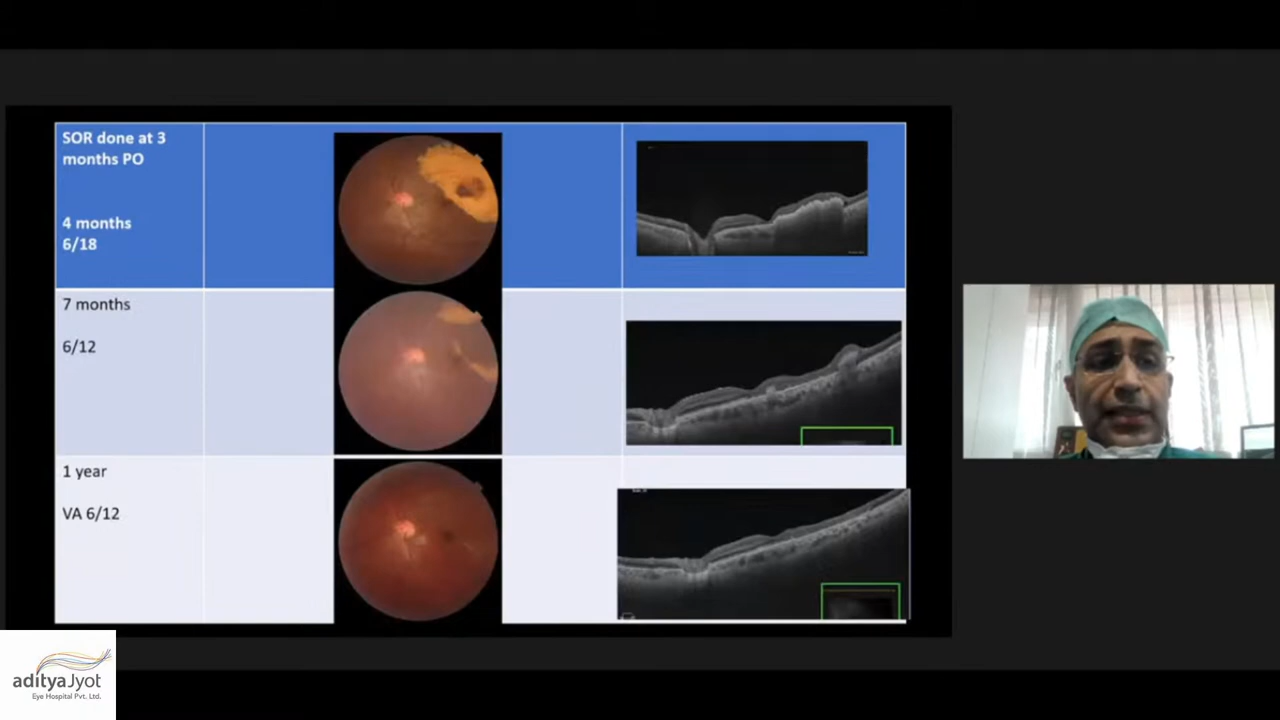 SOR done at 3
months PO
4 months
6/18
7 months
6/12
1 year
VA 6/12
adityaJyot
Eye Hospital Pvt. Ltd.